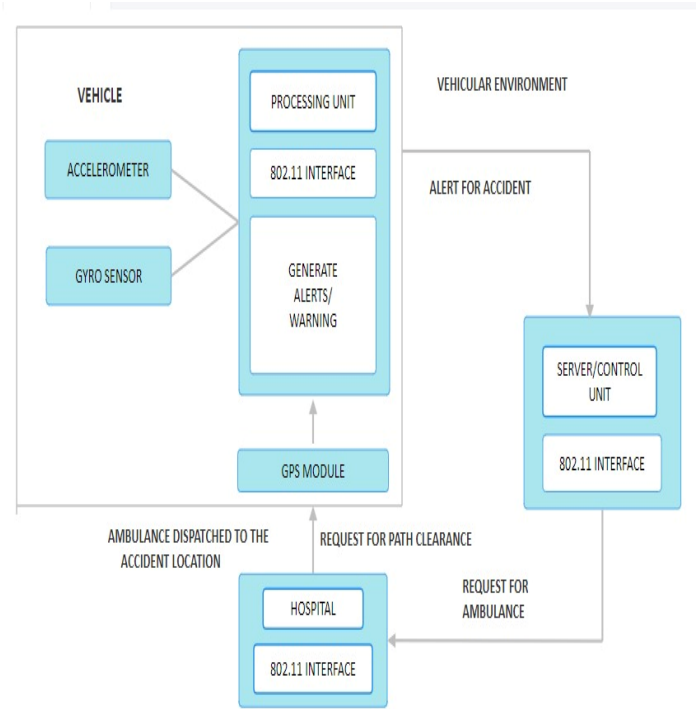 VEHICLE
ACCELEROMETER
GYRO SENSOR
PROCESSING UNIT
802.11 INTERFACE
GENERATE
ALERTS/
WARNING
GPS MODULE
VEHICULAR ENVIRONMENT
ALERT FOR ACCIDENT
SERVER/CONTROL
UNIT
802.11 INTERFACE
AMBULANCE DISPATCHED TO THE
ACCIDENT LOCATION
REQUEST FOR PATH CLEARANCE
REQUEST FOR
AMBULANCE
HOSPITAL
802.11 INTERFACE